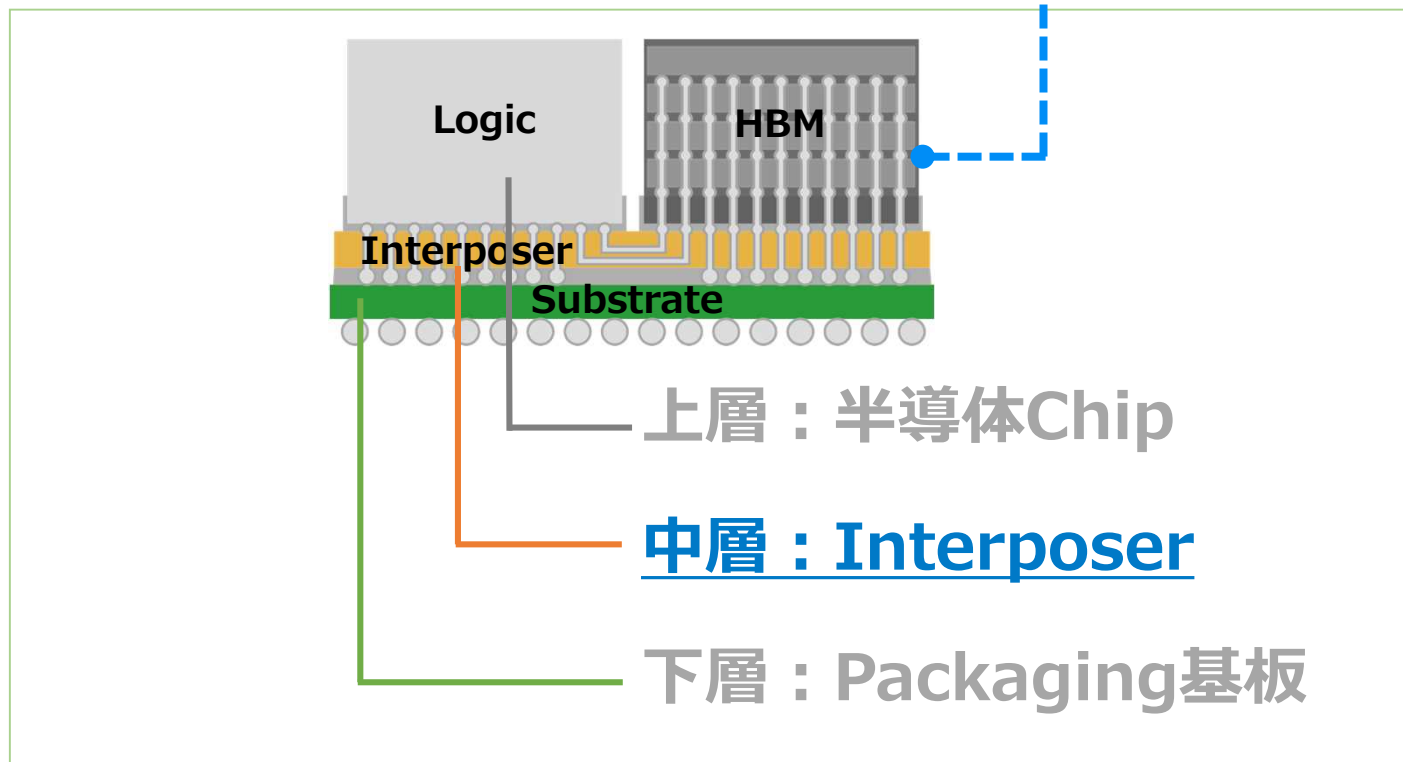 Logic
HBM
Interposer
Substrate
上層：半導体Chip
中層：Interposer
下層：Packaging基板